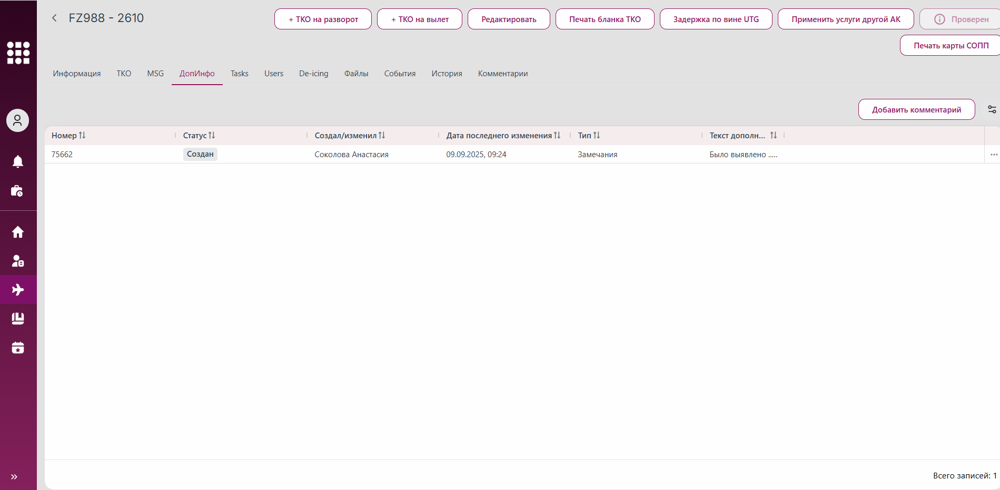 FZ988 - 2610
+ ТКО на разворот
+ ТКО на вылет
Редактировать
Печать бланка ТКО
Задержка по вине UTG
Применить услуги другой АК
Проверен
Печать карты СОПП
Информация ТКО MSG ДопИнфо Tasks Users De-icing Файлы События История Комментарии
Добавить комментарий
Номер Статус Создал/изменил Дата последнего изменения Тип Текст дополн...
75662 Создан Соколова Анастасия 09.09.2025, 09:24 Замечания Было выявлено .....
Всего записей: 1